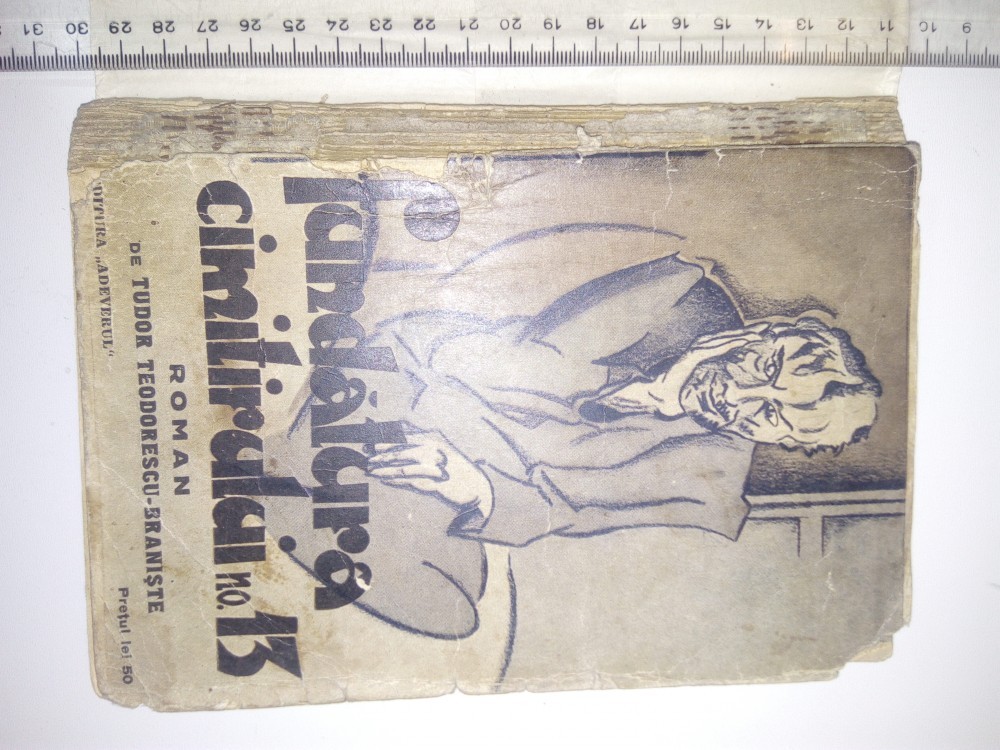 31 30 29 28 27 26 25 24 23 22 21 20 19 18 17 16 15 14 13 12 11 10 9
fundătura
cimitirului no. 13
ROMAN
DE TUDOR TEODORESCU-BRANIŞTE
Preţul lei 50
EDITURA „ADEVERUL“